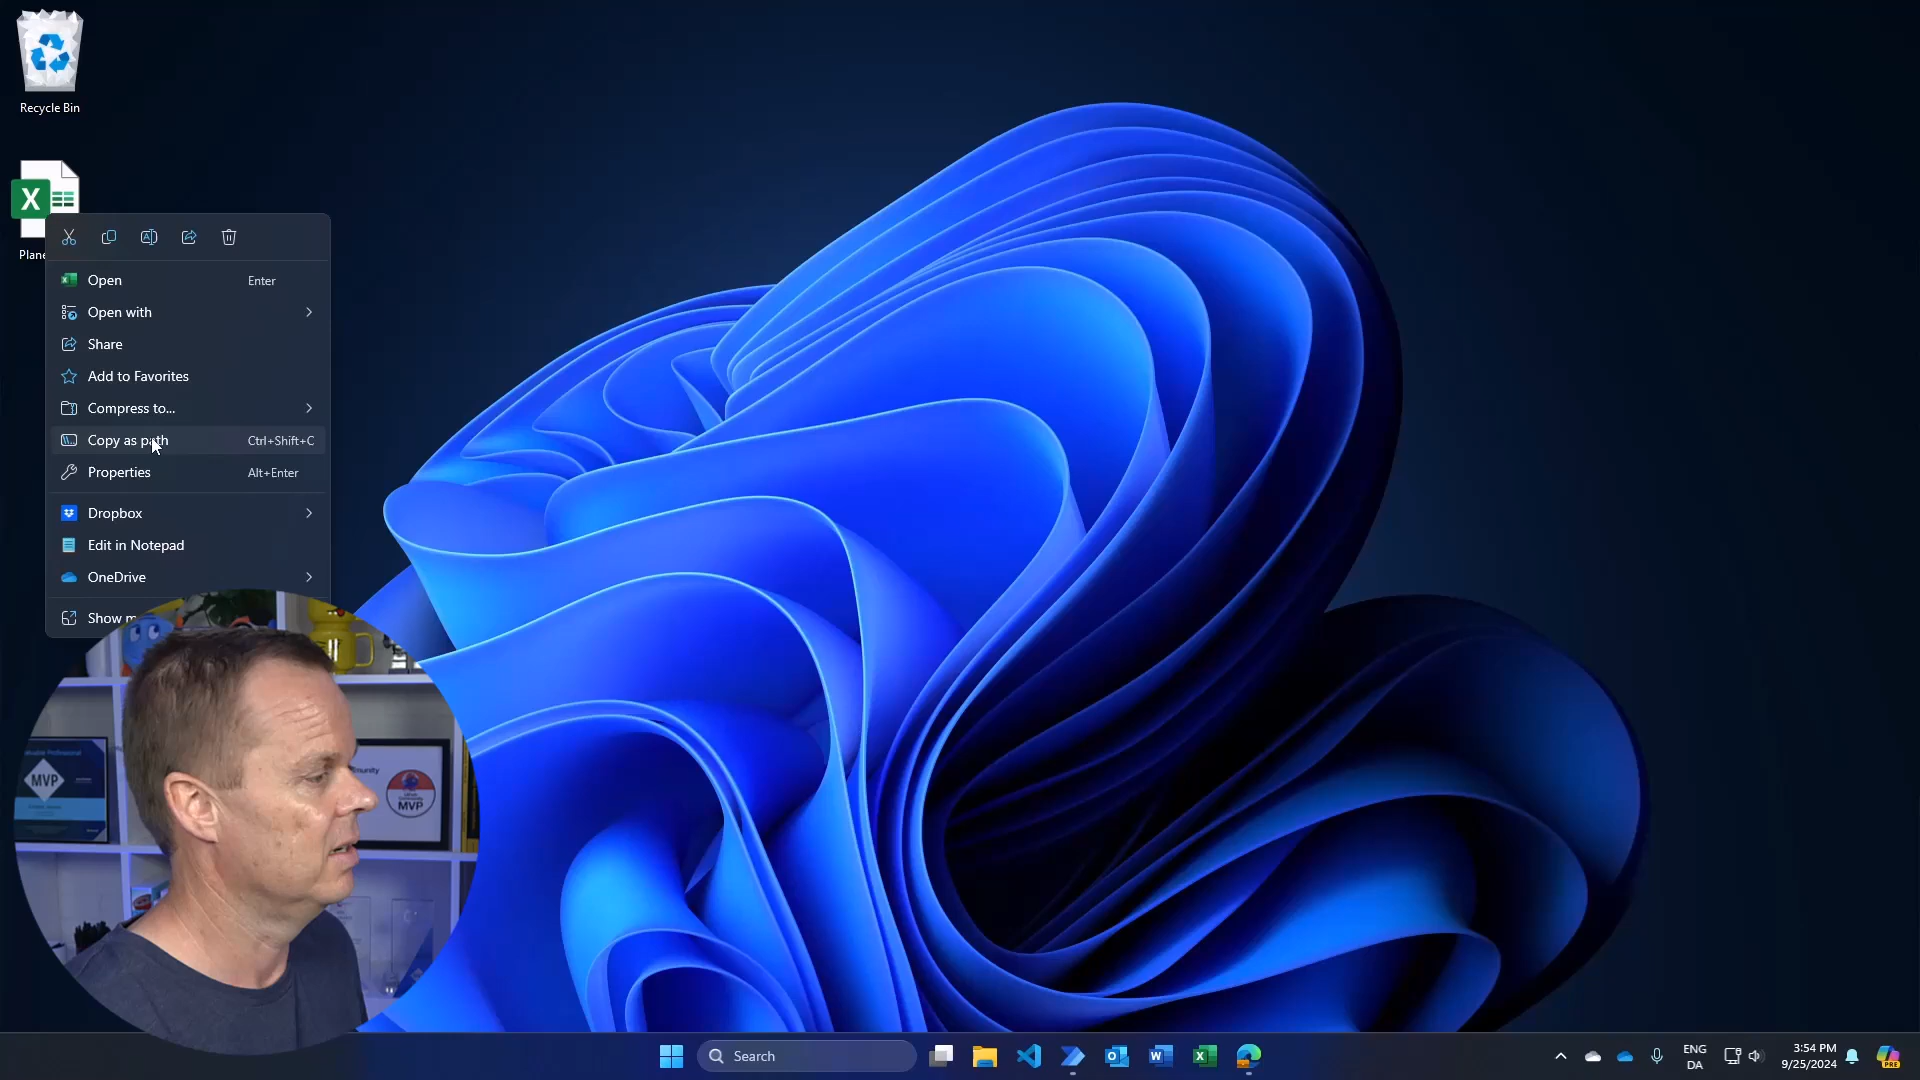 Recycle Bin
X
Plane
Open Enter
Open with
Share
Add to Favorites
Compress to...
Copy as path Ctrl+Shift+C
Properties Alt+Enter
Dropbox
Edit in Notepad
OneDrive
Show m
MVP
MVP
Search
ENG
DA
3:54 PM
9/25/2024
PRE